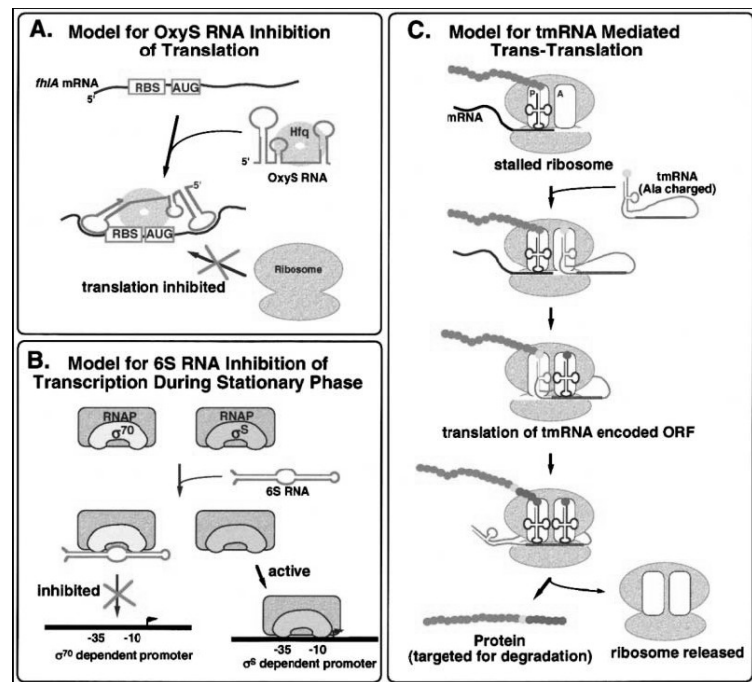 A. Model for OxyS RNA Inhibition
of Translation
fhlA mRNA
5'
RBS AUG
Hfq
5'
OxyS RNA
5'
RBS AUG
Ribosome
translation inhibited
B. Model for 6S RNA Inhibition of
Transcription During Stationary Phase
RNAP RNAP
σ70 σS
6S RNA
inhibited
active
-35 -10
σ70 dependent promoter
-35 -10
σS dependent promoter
C. Model for tmRNA Mediated
Trans-Translation
P A
mRNA
stalled ribosome
tmRNA
(Ala charged)
translation of tmRNA encoded ORF
Protein
(targeted for degradation)
ribosome released